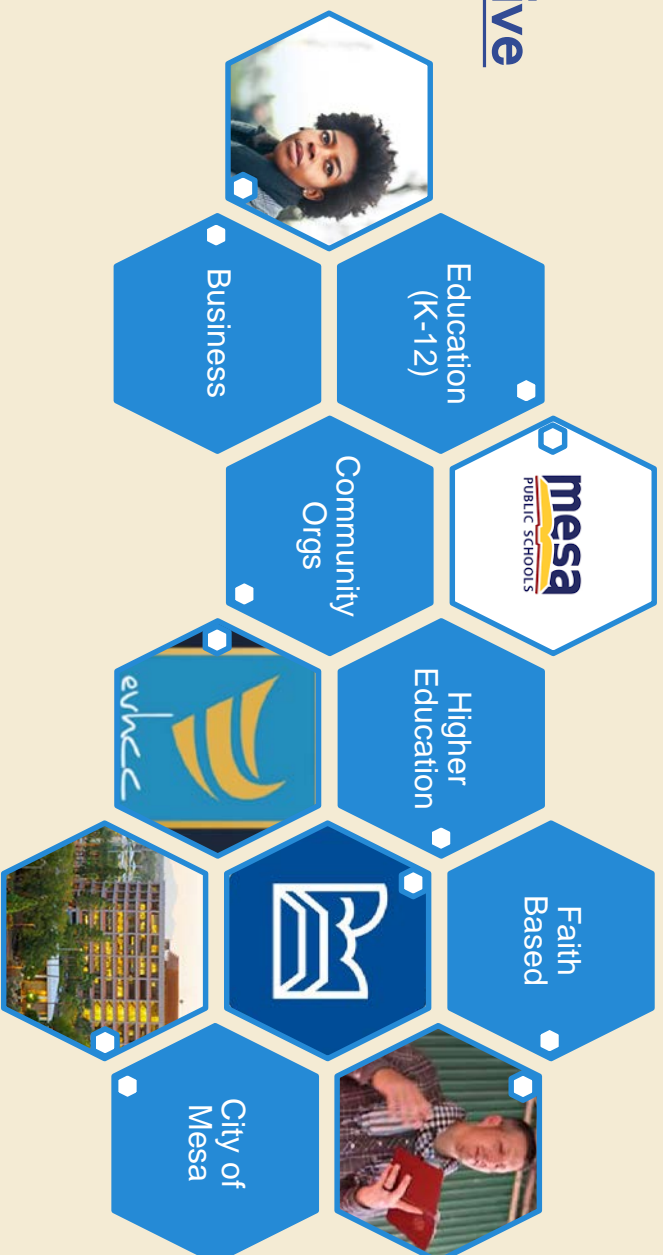 mesa
PUBLIC SCHOOLS
Faith
Based
ive
Education
(K-12)
Higher
Education
Community
Orgs
Business
City of
Mesa
evhcc